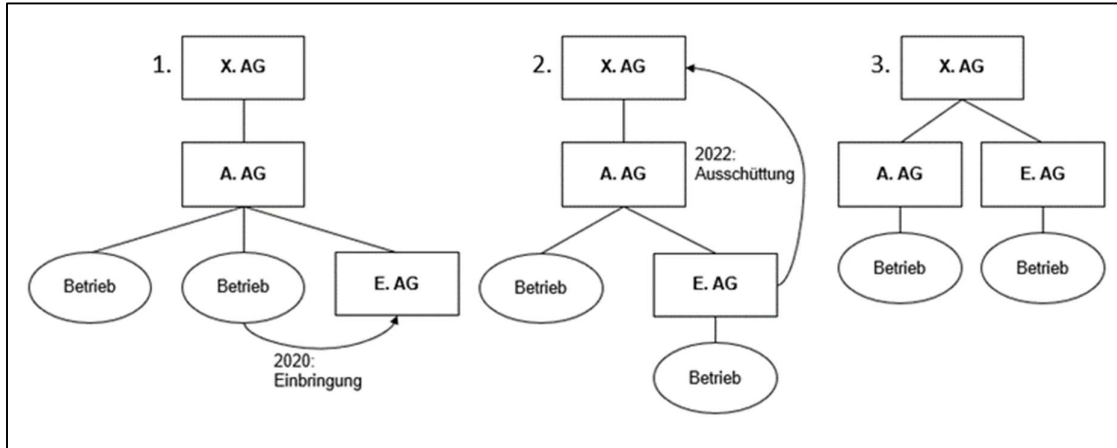 1.
X. AG
A. AG
Betrieb
Betrieb
E. AG
2020:
Einbringung
2.
X. AG
A. AG
2022:
Ausschüttung
Betrieb
E. AG
Betrieb
3.
X. AG
A. AG
E. AG
Betrieb
Betrieb